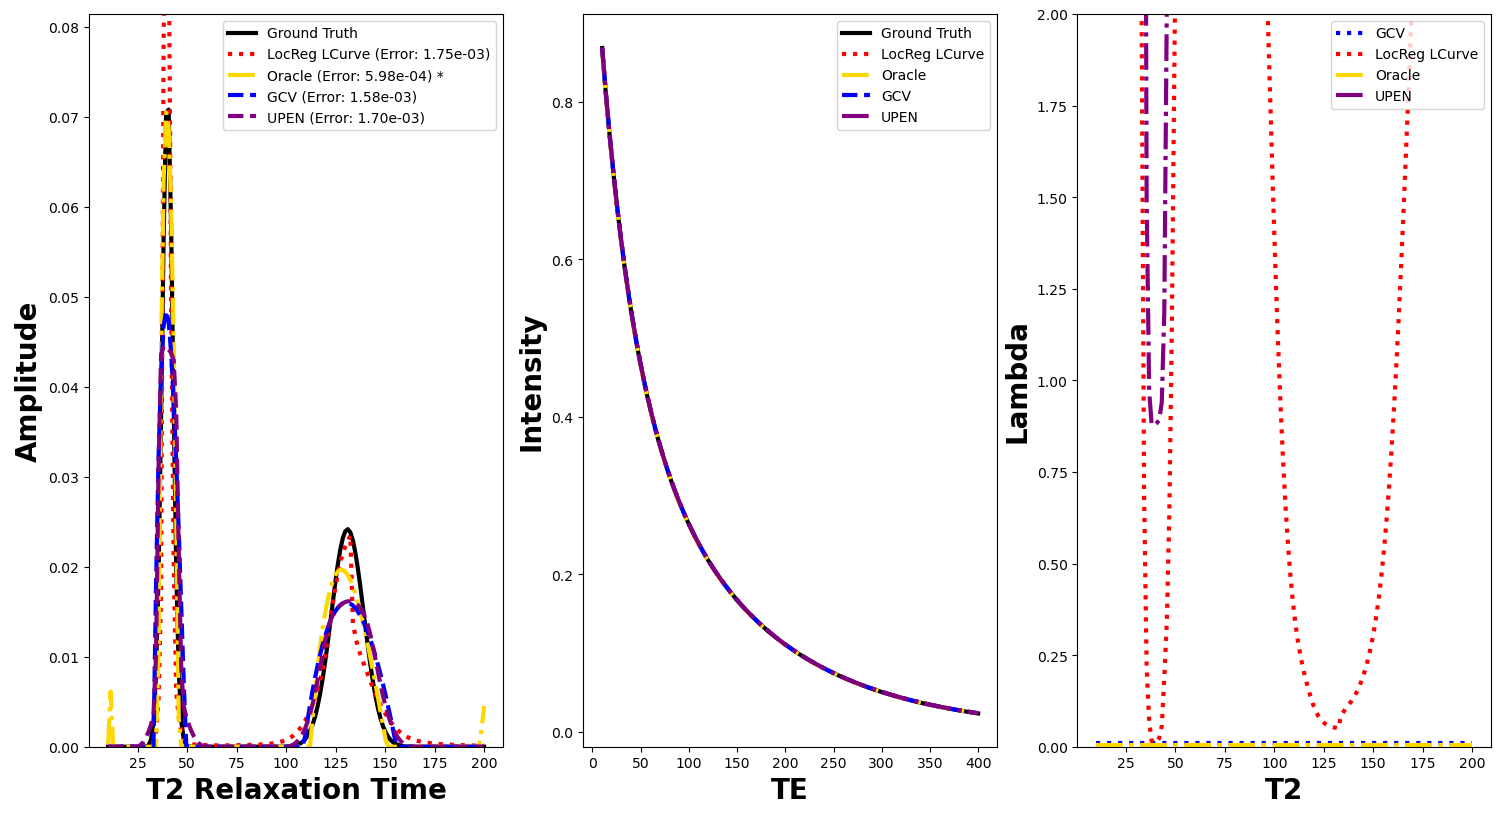 Ground Truth
LocReg LCurve (Error: 1.75e-03)
Oracle (Error: 5.98e-04) *
GCV (Error: 1.58e-03)
UPEN (Error: 1.70e-03)
0.08
0.07
0.06
0.05
0.04
0.03
0.02
0.01
0.00
Amplitude
25 50 75 100 125 150 175 200
T2 Relaxation Time
Ground Truth
LocReg LCurve
Oracle
GCV
UPEN
0.8
0.6
0.4
0.2
0.0
Intensity
0 50 100 150 200 250 300 350 400
TE
GCV
LocReg LCurve
Oracle
UPEN
2.00
1.75
1.50
1.25
1.00
0.75
0.50
0.25
0.00
Lambda
25 50 75 100 125 150 175 200
T2